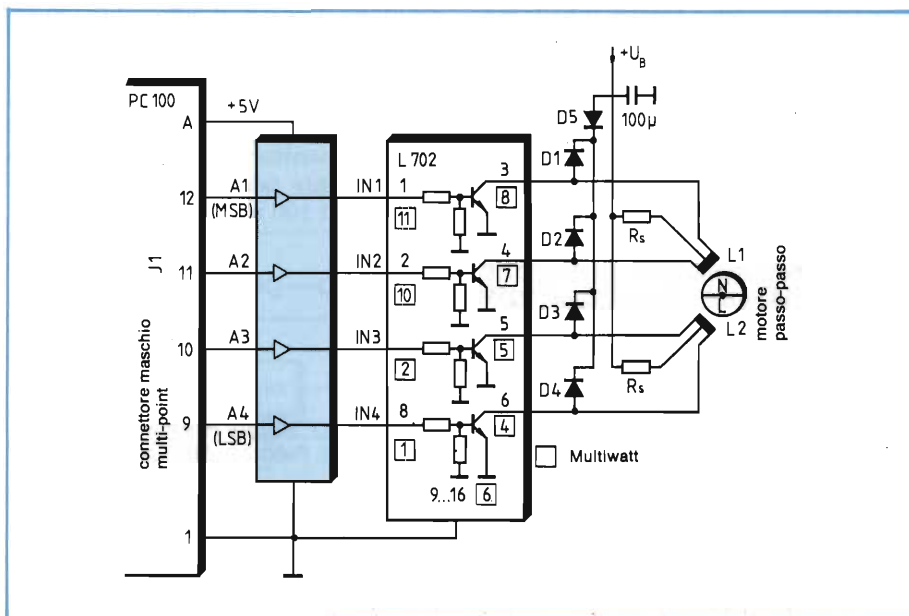 +U_B
PC 100
+5V
A
D5
100µ
L 702
D1
12
A1
(MSB)
IN1
1
3
8
11
D2
Rs
L1
J1
11
A2
IN2
2
4
7
10
N
L
motore
passo-passo
D3
L2
connettore maschio
multi-point
10
A3
IN3
5
5
2
D4
Rs
9
A4
(LSB)
IN4
8
6
4
1
Multiwatt
9...16
6
1